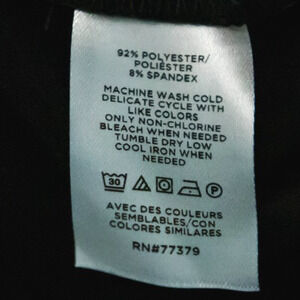 92% POLYESTER/
POLIÉSTER
8% SPANDEX
MACHINE WASH COLD
DELICATE CYCLE WITH
LIKE COLORS
ONLY NON-CHLORINE
BLEACH WHEN NEEDED
TUMBLE DRY LOW
COOL IRON WHEN
NEEDED
30
AVEC DES COULEURS
SEMBLABLES/CON
COLORES SIMILARES
RN#77379